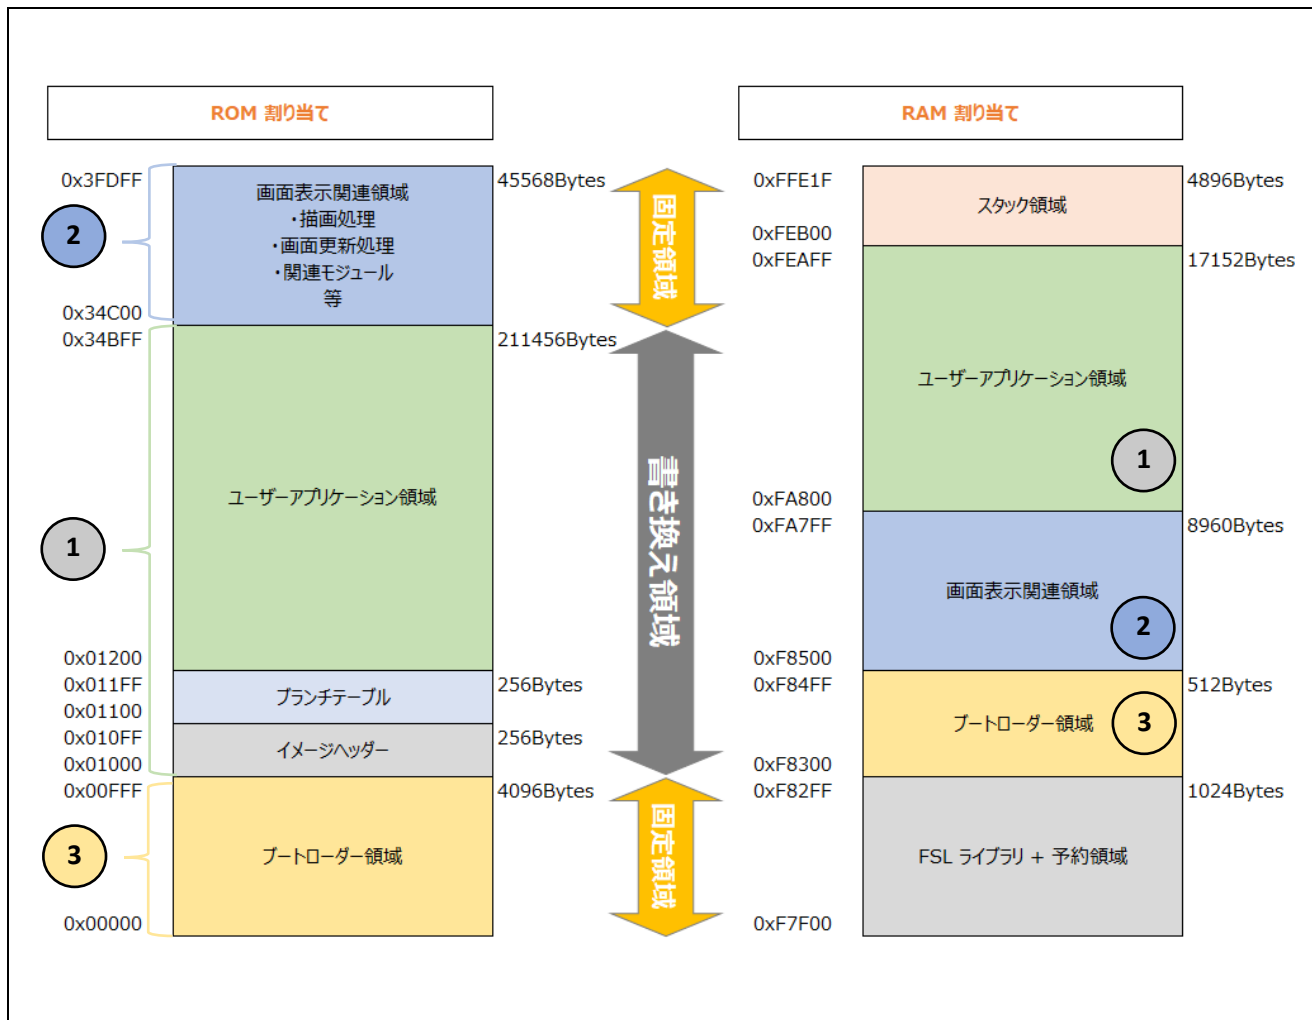 ROM 割り当て
0x3FDFF
45568Bytes
画面表示関連領域
・描画処理
・画面更新処理
・関連モジュール
等
2
0x34C00
0x34BFF
211456Bytes
ユーザーアプリケーション領域
1
0x01200
0x011FF
256Bytes
ブランチテーブル
0x01100
0x010FF
256Bytes
イメージヘッダー
0x01000
0x00FFF
4096Bytes
3
ブートローダー領域
0x00000
固定領域
書き換え領域
固定領域
RAM 割り当て
0xFFE1F
4896Bytes
スタック領域
0xFEB00
0xFEAFF
17152Bytes
ユーザーアプリケーション領域
1
0xFA800
0xFA7FF
8960Bytes
画面表示関連領域
2
0xF8500
0xF84FF
512Bytes
ブートローダー領域
3
0xF8300
0xF82FF
1024Bytes
FSL ライブラリ + 予約領域
0xF7F00